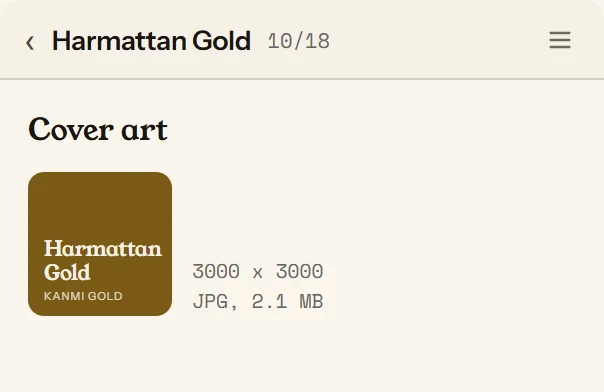 Harmattan Gold 10/18
Cover art
Harmattan
Gold
KANMI GOLD
3000 x 3000
JPG, 2.1 MB